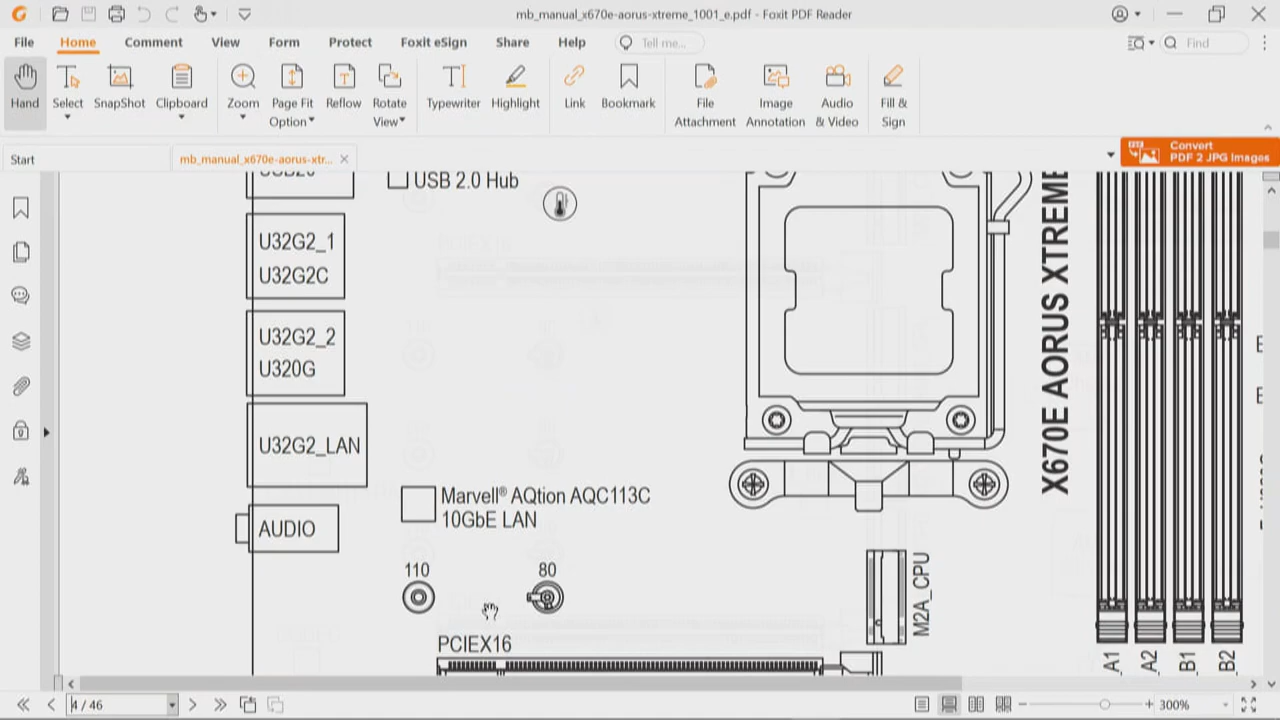 mb_manual_x670e-aorus-xtreme_1001_e.pdf - Foxit PDF Reader
File Home Comment View Form Protect Foxit eSign Share Help Tell me... Find
Hand Select SnapShot Clipboard Zoom Page Fit Option Reflow Rotate View Typewriter Highlight Link Bookmark File Attachment Image Annotation Audio & Video Fill & Sign
Start mb_manual_x670e-aorus-xtr...
Convert
PDF 2 JPG Images
USB 2.0 Hub
U32G2_1
U32G2C
U32G2_2
U320G
U32G2_LAN
Marvell® AQtion AQC113C
10GbE LAN
AUDIO
110 80
PCIEX16
M2A_CPU
X670E AORUS XTREME
A1 A2 B1 B2
4 / 46 300%